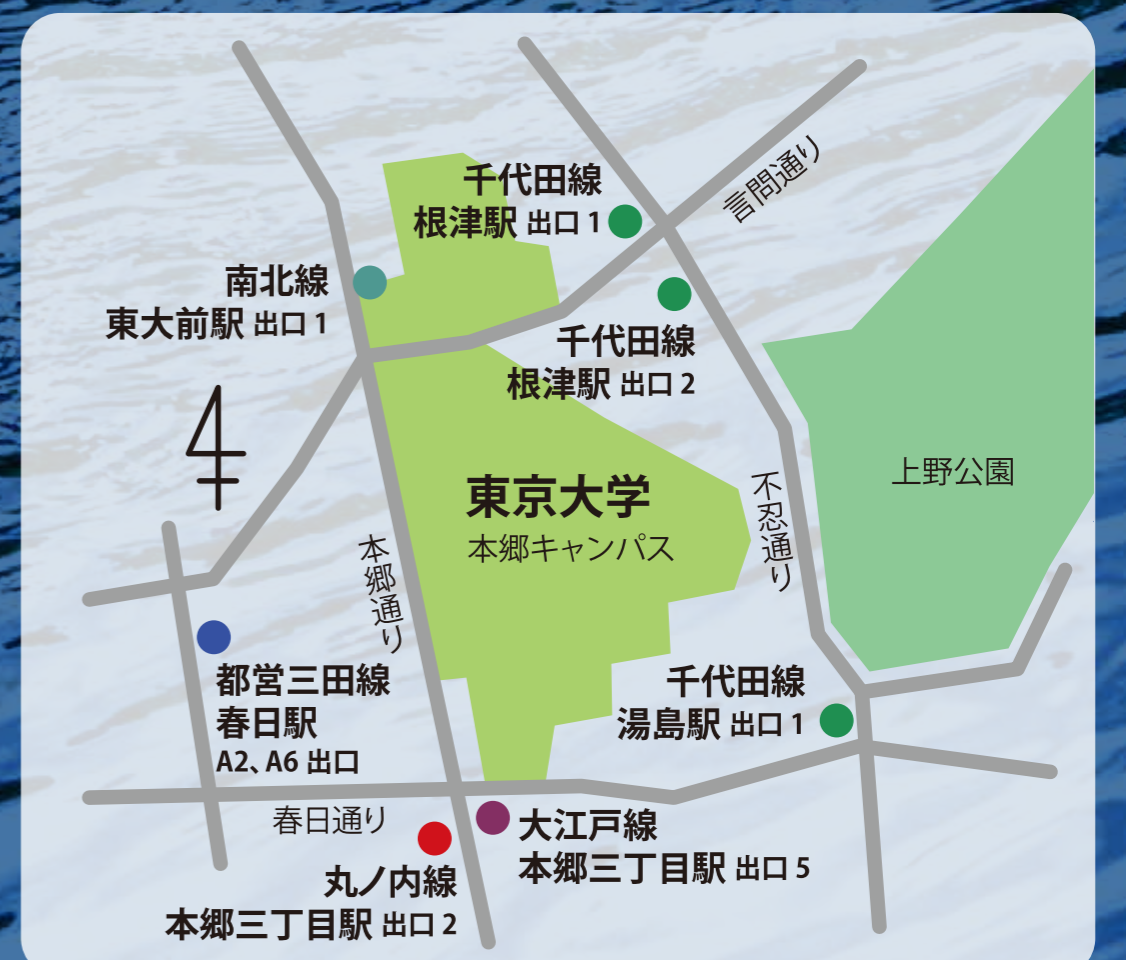 千代田線
根津駅 出口 1
言問通り
南北線
東大前駅 出口 1
千代田線
根津駅 出口 2
東京大学
本郷キャンパス
上野公園
不忍通り
本郷通り
都営三田線
春日駅
A2、A6 出口
千代田線
湯島駅 出口 1
春日通り
大江戸線
本郷三丁目駅 出口 5
丸ノ内線
本郷三丁目駅 出口 2